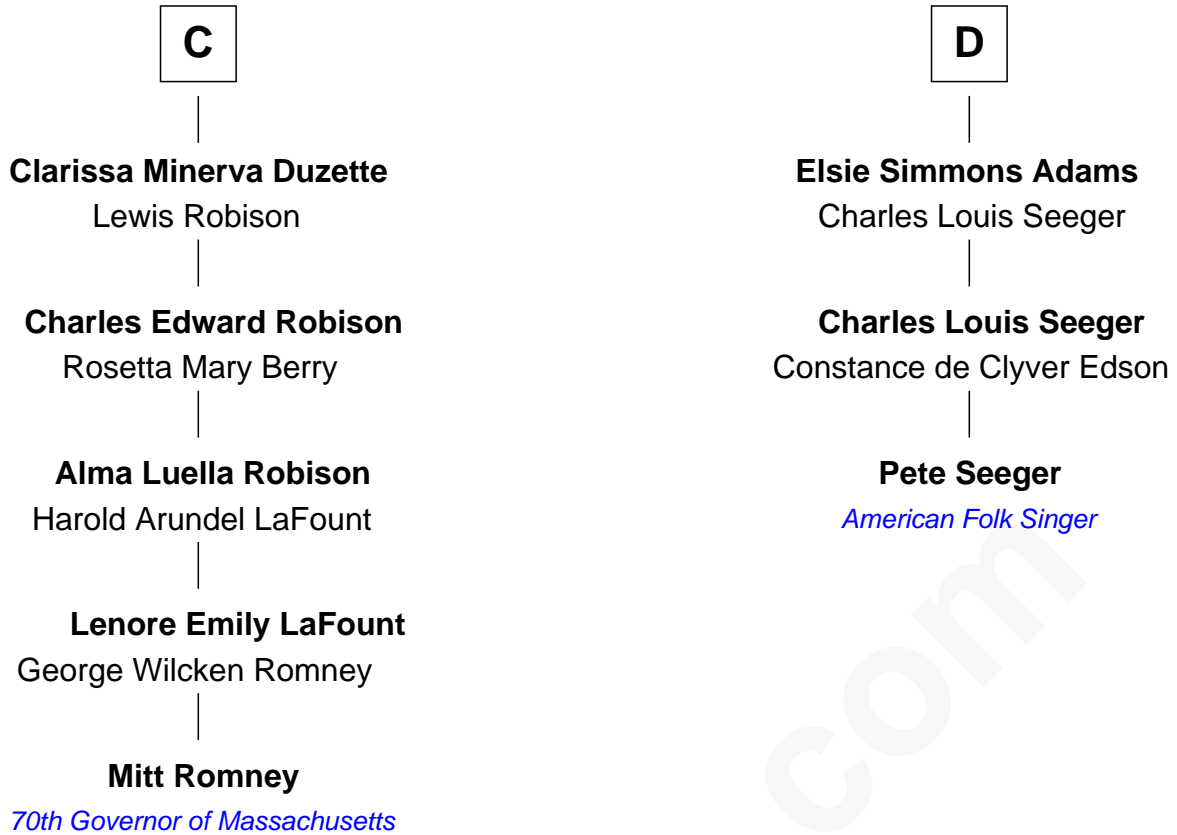 C
Clarissa Minerva Duzette
Lewis Robison
Charles Edward Robison
Rosetta Mary Berry
Alma Luella Robison
Harold Arundel LaFount
Lenore Emily LaFount
George Wilcken Romney
Mitt Romney
70th Governor of Massachusetts
D
Elsie Simmons Adams
Charles Louis Seeger
Charles Louis Seeger
Constance de Clyver Edson
Pete Seeger
American Folk Singer
com